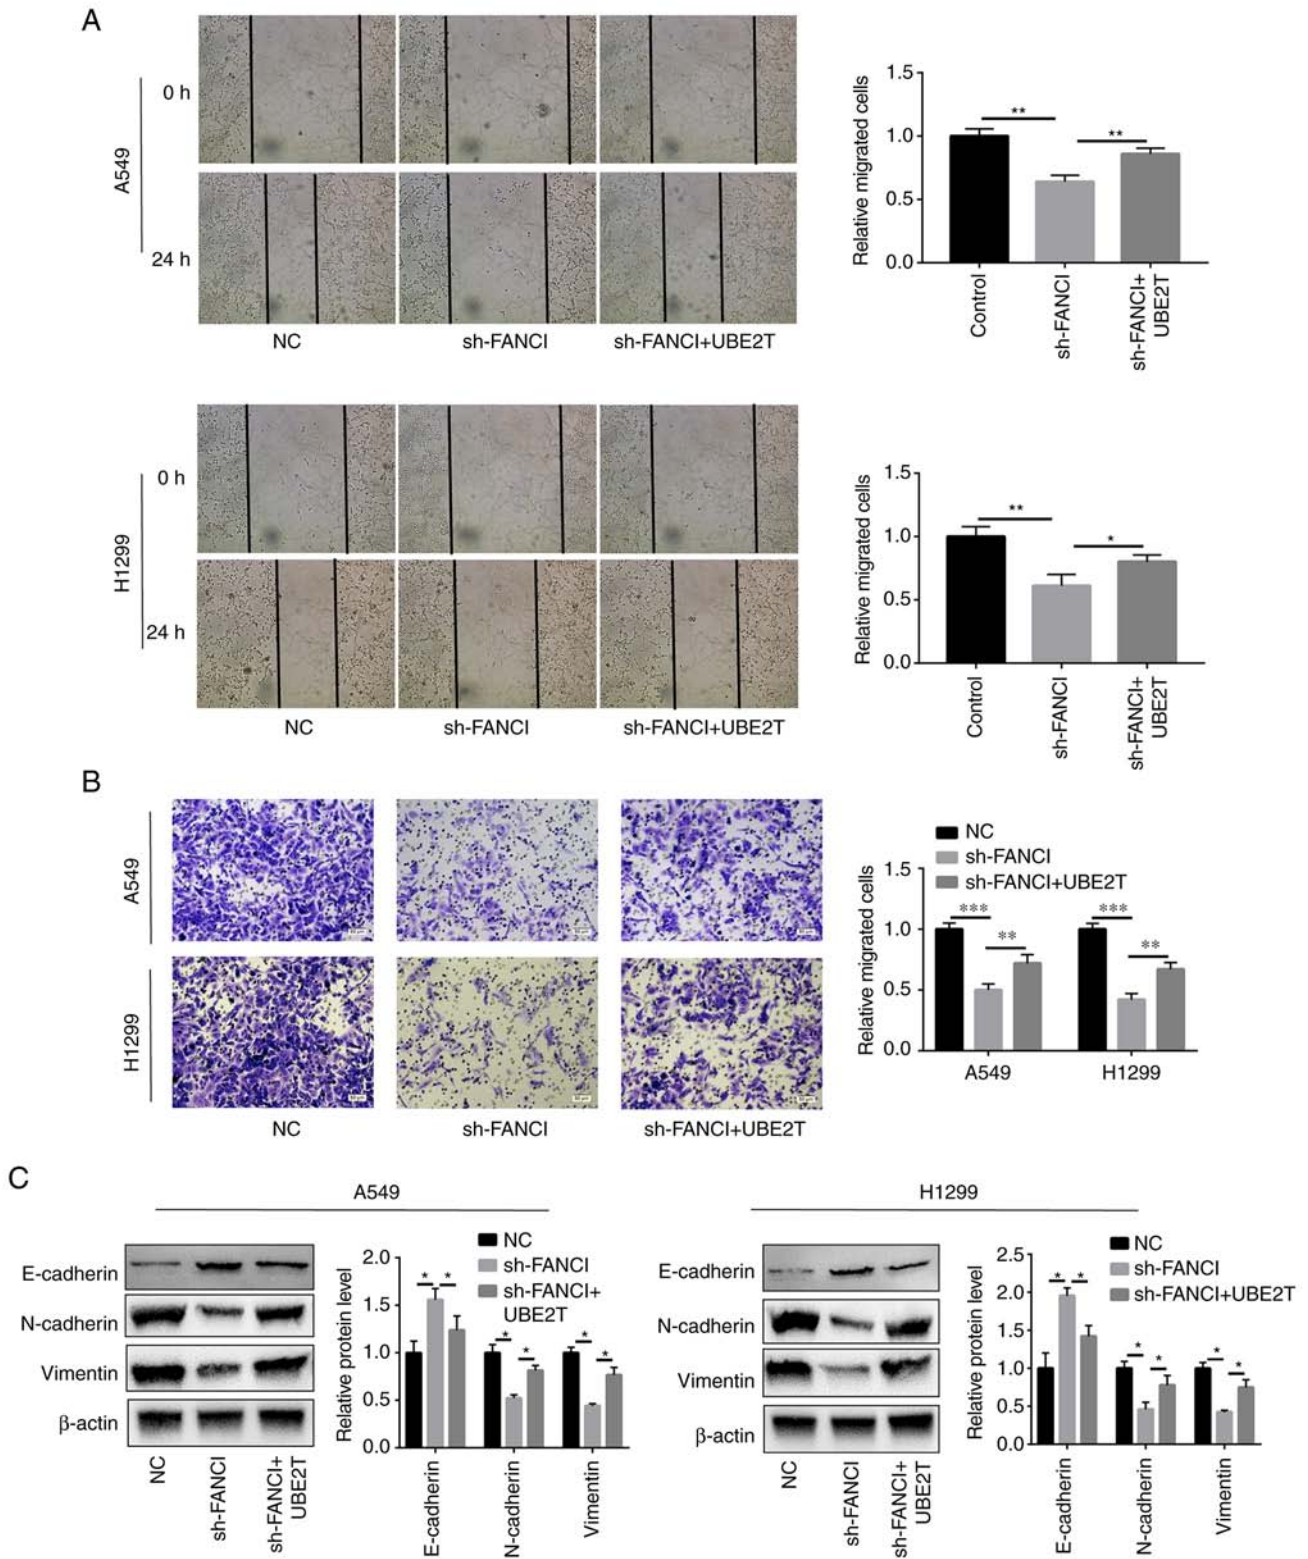 A
A549
0 h
24 h
NC
sh-FANCI
sh-FANCI+UBE2T
Relative migrated cells
1.5
1.0
0.5
0.0
**
**
Control
sh-FANCI
sh-FANCI+
UBE2T
H1299
0 h
24 h
NC
sh-FANCI
sh-FANCI+UBE2T
Relative migrated cells
1.5
1.0
0.5
0.0
**
*
Control
sh-FANCI
sh-FANCI+
UBE2T
B
A549
H1299
NC
sh-FANCI
sh-FANCI+UBE2T
NC
sh-FANCI
sh-FANCI+UBE2T
Relative migrated cells
1.5
1.0
0.5
0.0
***
**
***
**
A549
H1299
C
A549
E-cadherin
N-cadherin
Vimentin
β-actin
NC
sh-FANCI
sh-FANCI+
UBE2T
NC
sh-FANCI
sh-FANCI+
UBE2T
Relative protein level
2.0
1.5
1.0
0.5
0.0
* *
* *
* *
E-cadherin
N-cadherin
Vimentin
H1299
E-cadherin
N-cadherin
Vimentin
β-actin
NC
sh-FANCI
sh-FANCI+
UBE2T
NC
sh-FANCI
sh-FANCI+UBE2T
Relative protein level
2.5
2.0
1.5
1.0
0.5
0.0
* *
* *
* *
E-cadherin
N-cadherin
Vimentin